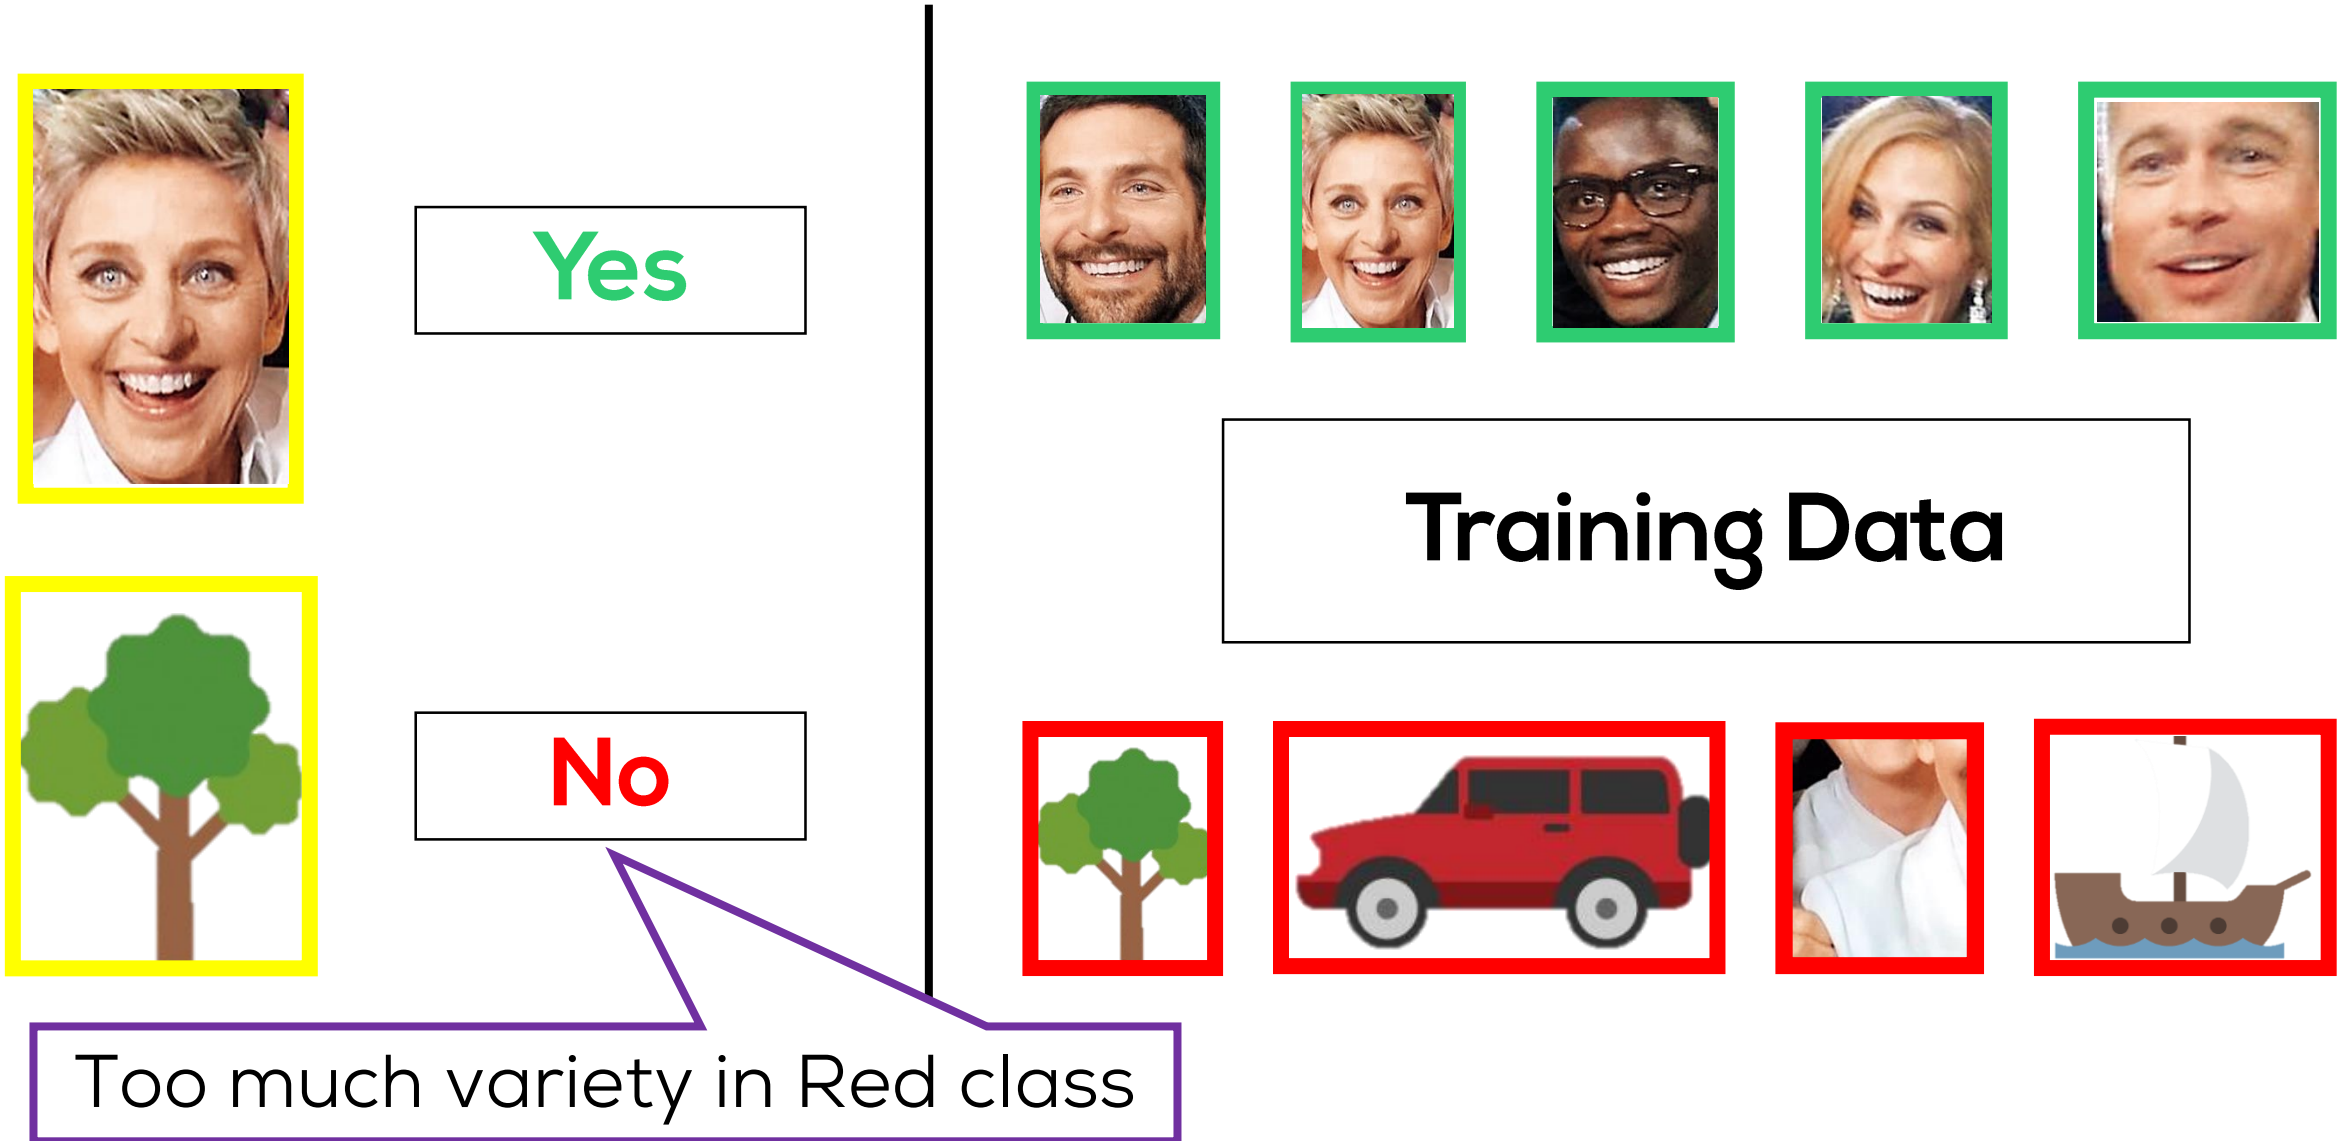 Yes
Training Data
No
Too much variety in Red class